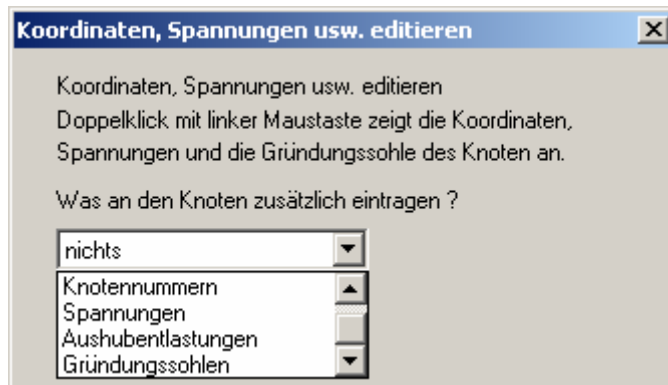 Koordinaten, Spannungen usw. editieren
Koordinaten, Spannungen usw. editieren
Doppelklick mit linker Maustaste zeigt die Koordinaten,
Spannungen und die Gründungssohle des Knoten an.
Was an den Knoten zusätzlich eintragen ?
nichts
Knotennummern
Spannungen
Aushubentlastungen
Gründungssohlen